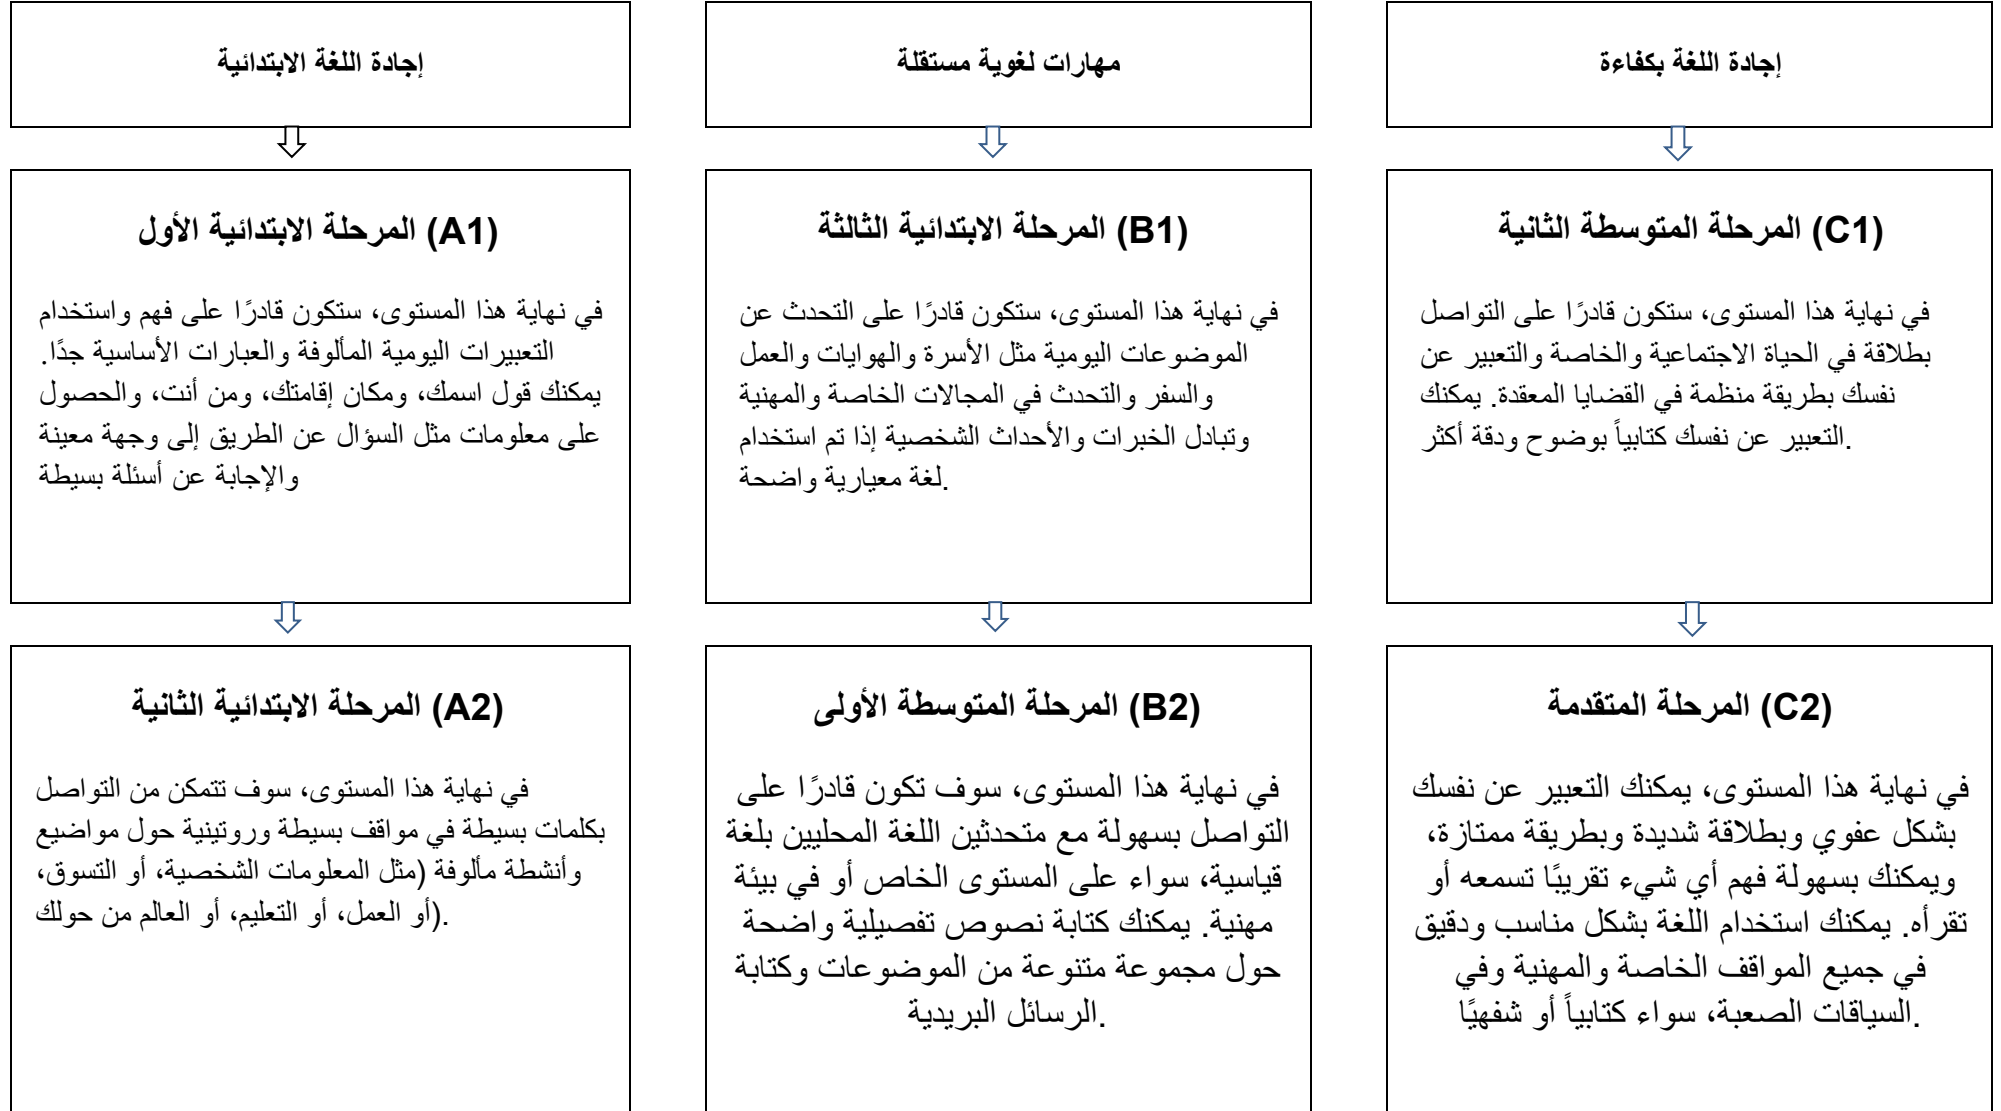 إجادة اللغة الابتدائية
(A1) المرحلة الابتدائية الأول
في نهاية هذا المستوى، ستكون قادرًا على فهم واستخدام
التعبيرات اليومية المألوفة والعبارات الأساسية جدًا.
يمكنك قول اسمك، ومكان إقامتك، ومن أنت، والحصول
على معلومات مثل السؤال عن الطريق إلى وجهة معينة
والإجابة عن أسئلة بسيطة
(A2) المرحلة الابتدائية الثانية
في نهاية هذا المستوى، سوف تتمكن من التواصل
بكلمات بسيطة في مواقف بسيطة وروتينية حول مواضيع
وأنشطة مألوفة (مثل المعلومات الشخصية، أو التسوق،
أو العمل، أو التعليم، أو العالم من حولك).
مهارات لغوية مستقلة
(B1) المرحلة الابتدائية الثالثة
في نهاية هذا المستوى، ستكون قادرًا على التحدث عن
الموضوعات اليومية مثل الأسرة والهوايات والعمل
والسفر والتحدث في المجالات الخاصة والمهنية
وتبادل الخبرات والأحداث الشخصية إذا تم استخدام
لغة معيارية واضحة.
(B2) المرحلة المتوسطة الأولى
في نهاية هذا المستوى، سوف تكون قادرًا على
التواصل بسهولة مع متحدثين اللغة المحليين بلغة
قياسية، سواء على المستوى الخاص أو في بيئة
مهنية. يمكنك كتابة نصوص تفصيلية واضحة
حول مجموعة متنوعة من الموضوعات وكتابة
الرسائل البريدية.
إجادة اللغة بكفاءة
(C1) المرحلة المتوسطة الثانية
في نهاية هذا المستوى، ستكون قادرًا على التواصل
بطلاقة في الحياة الاجتماعية والخاصة والتعبير عن
نفسك بطريقة منظمة في القضايا المعقدة. يمكنك
التعبير عن نفسك كتابياً بوضوح ودقة أكثر.
(C2) المرحلة المتقدمة
في نهاية هذا المستوى، يمكنك التعبير عن نفسك
بشكل عفوي وبطلاقة شديدة وبطريقة ممتازة،
ويمكنك بسهولة فهم أي شيء تقريبًا تسمعه أو
تقرأه. يمكنك استخدام اللغة بشكل مناسب ودقيق
في جميع المواقف الخاصة والمهنية وفي
السياقات الصعبة، سواء كتابياً أو شفهيًا.